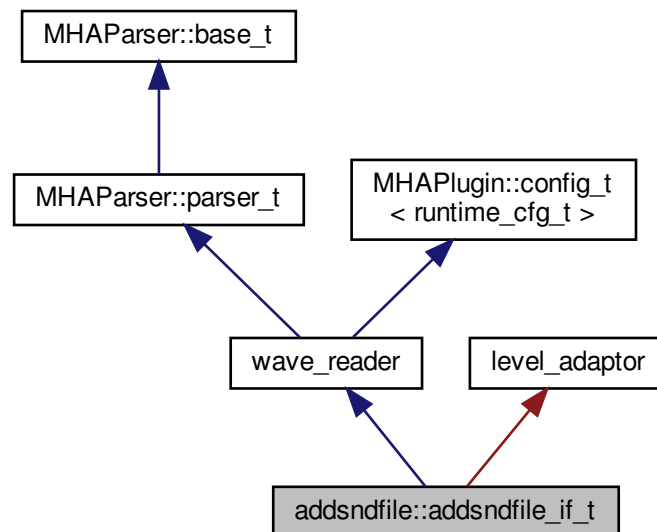 MHAParser::base_t
MHAParser::parser_t
MHAPlugin::config_t
< runtime_cfg_t >
wave_reader
level_adaptor
addsndfile::addsndfile_if_t